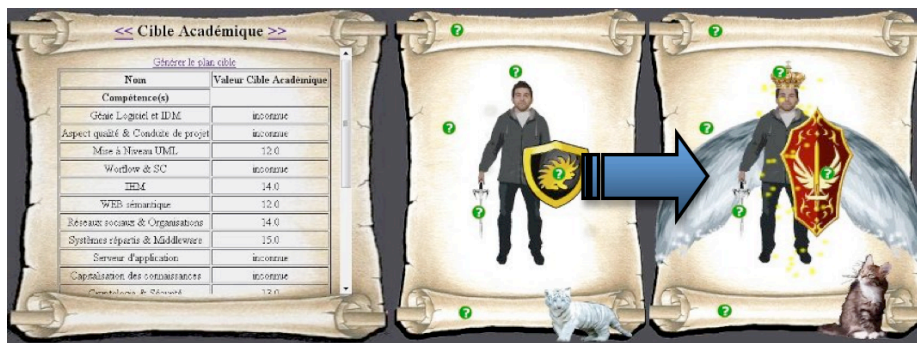 << Cible Académique >>
Générer le plan cible
Nom Valeur Cible Académique
Compétence(s)
Génie Logiciel et IDM inconnue
Aspect qualité & Conduite de projet inconnue
Mise à Niveau UML 12.0
Worflow & SC inconnue
IHM 14.0
WEB sémantique 12.0
Réseaux sociaux & Organisations 14.0
Systèmes répartis & Middleware 15.0
Serveur d'application inconnue
Capitalisation des connaissances inconnue
Cryptologie & Sécurité 13.0
?
?
?
?
?
?
?
?
?
?
?
?